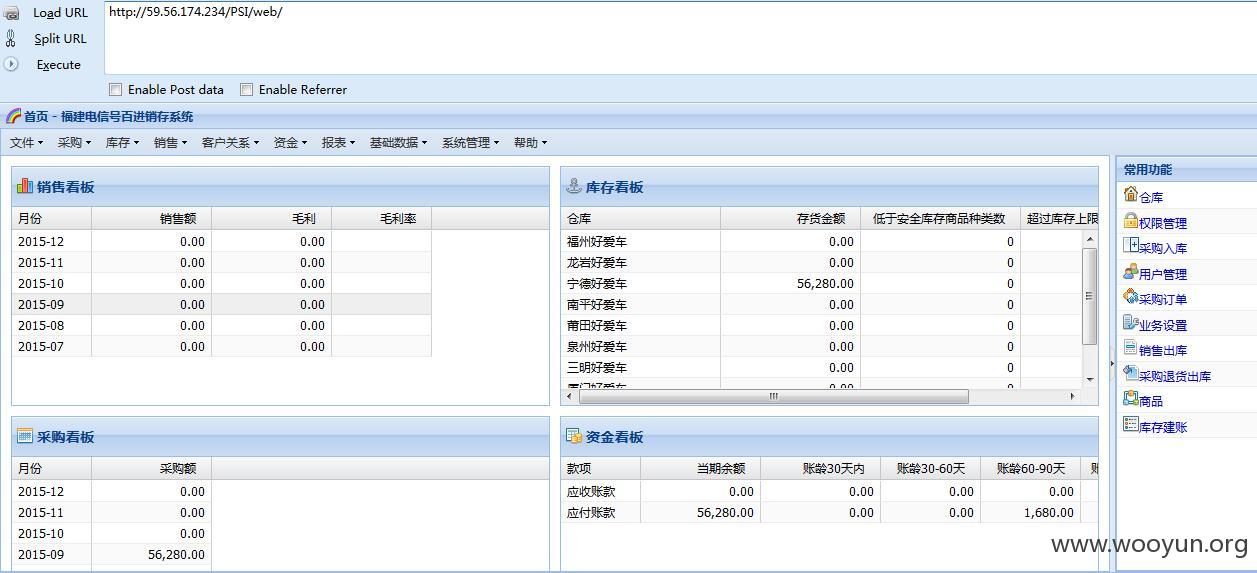 Load URL
http://59.56.174.234/PSI/web/
Split URL
Execute
Enable Post data Enable Referrer
首页 - 福建电信号百进销存系统
文件 采购 库存 销售 客户关系 资金 报表 基础数据 系统管理 帮助
销售看板
月份 销售额 毛利 毛利率
2015-12 0.00 0.00
2015-11 0.00 0.00
2015-10 0.00 0.00
2015-09 0.00 0.00
2015-08 0.00 0.00
2015-07 0.00 0.00
库存看板
仓库 存货金额 低于安全库存商品种类数 超过库存上限
福州好爱车 0.00 0
龙岩好爱车 0.00 0
宁德好爱车 56,280.00 0
南平好爱车 0.00 0
莆田好爱车 0.00 0
泉州好爱车 0.00 0
三明好爱车 0.00 0
厦门好爱车 0.00 0
采购看板
月份 采购额
2015-12 0.00
2015-11 0.00
2015-10 0.00
2015-09 56,280.00
资金看板
款项 当期余额 账龄30天内 账龄30-60天 账龄60-90天 账
应收账款 0.00 0.00 0.00 0.00
应付账款 56,280.00 0.00 0.00 1,680.00
常用功能
仓库
权限管理
采购入库
用户管理
采购订单
业务设置
销售出库
采购退货出库
商品
库存建账
www.wooyun.org